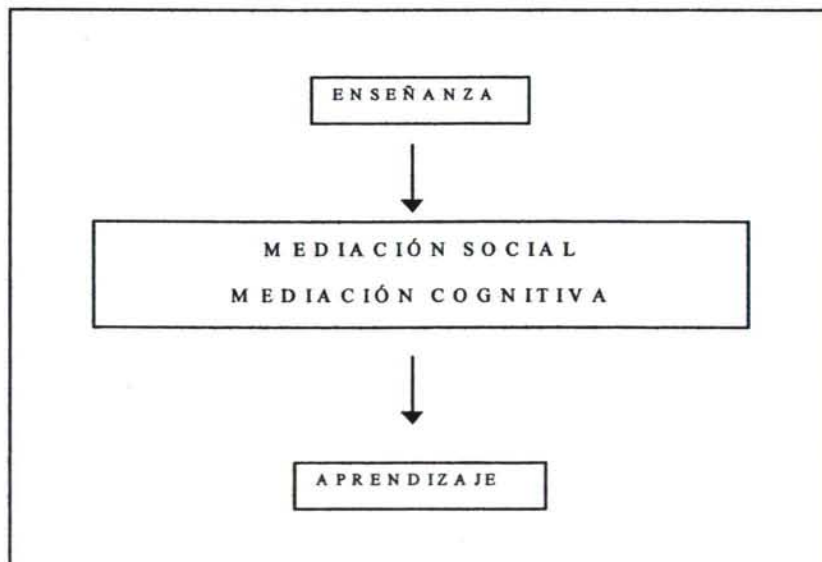 ENSEÑANZA
MEDIACIÓN SOCIAL
MEDIACIÓN COGNITIVA
APRENDIZAJE